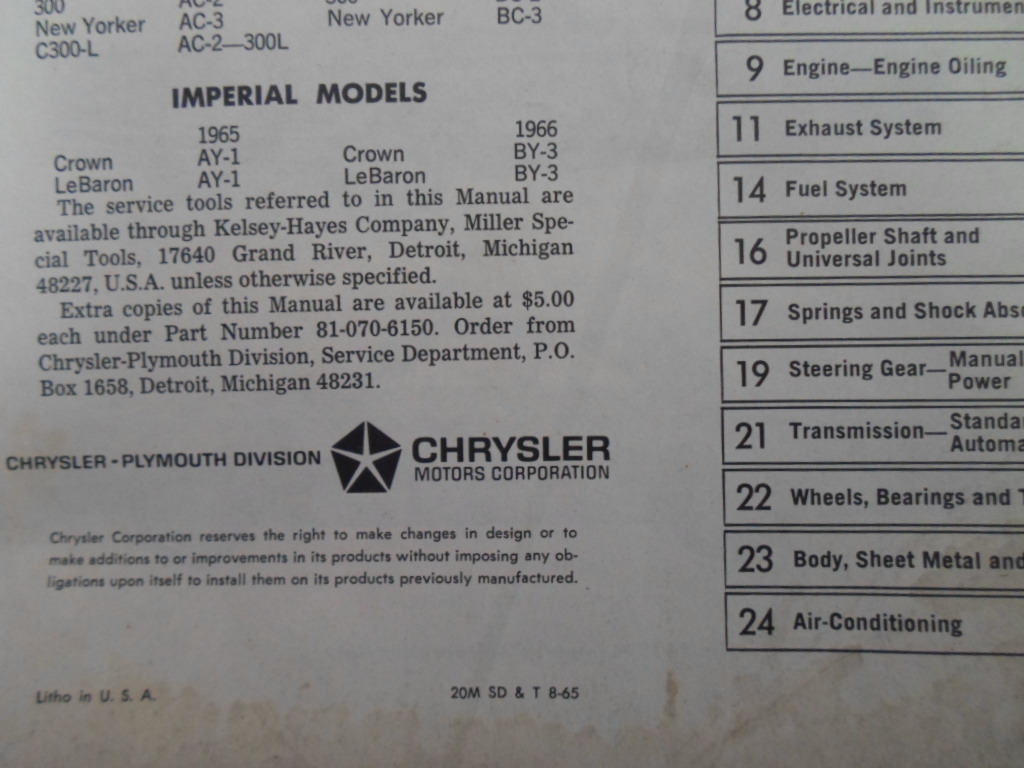 300 AC-2
New Yorker AC-3 New Yorker BC-3
C300-L AC-2—300L
IMPERIAL MODELS
1965 1966
Crown AY-1 Crown BY-3
LeBaron AY-1 LeBaron BY-3
The service tools referred to in this Manual are
available through Kelsey-Hayes Company, Miller Spe-
cial Tools, 17640 Grand River, Detroit, Michigan
48227, U.S.A. unless otherwise specified.
Extra copies of this Manual are available at $5.00
each under Part Number 81-070-6150. Order from
Chrysler-Plymouth Division, Service Department, P.O.
Box 1658, Detroit, Michigan 48231.
CHRYSLER-PLYMOUTH DIVISION
CHRYSLER
MOTORS CORPORATION
Chrysler Corporation reserves the right to make changes in design or to
make additions to or improvements in its products without imposing any ob-
ligations upon itself to install them on its products previously manufactured.
Litho in U. S. A. 20M SD & T 8-65
8 Electrical and Instrumen
9 Engine—Engine Oiling
11 Exhaust System
14 Fuel System
16 Propeller Shaft and
Universal Joints
17 Springs and Shock Abso
19 Steering Gear—Manual
Power
21 Transmission—Standa
Automa
22 Wheels, Bearings and T
23 Body, Sheet Metal and
24 Air-Conditioning